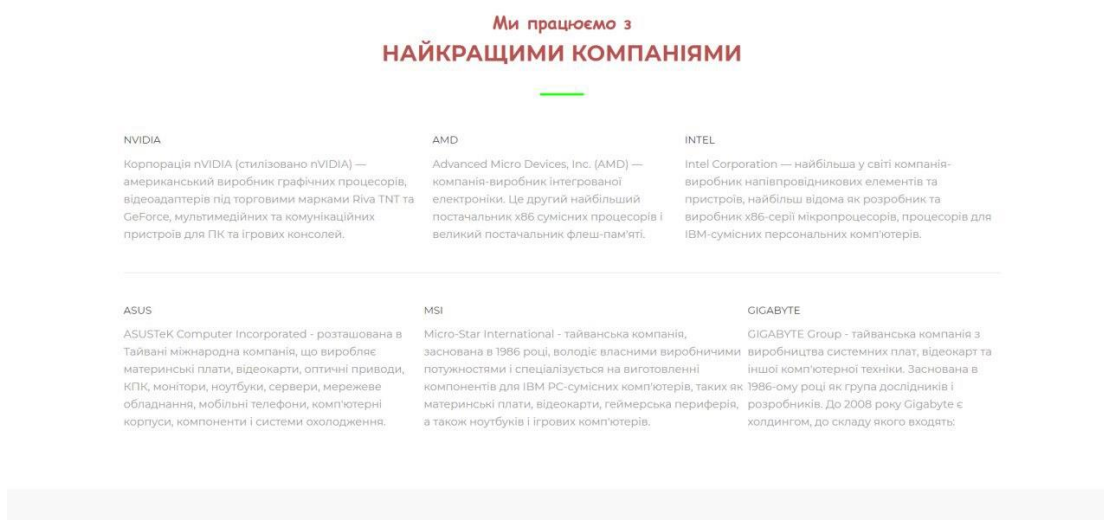 Ми працюємо з
НАЙКРАЩИМИ КОМПАНІЯМИ
NVIDIA
Корпорація nVIDIA (стилізовано nVIDIA) —
американський виробник графічних процесорів,
відеоадаптерів під торговими марками Riva TNT та
GeForce, мультимедійних та комунікаційних
пристроїв для ПК та ігрових консолей.
AMD
Advanced Micro Devices, Inc. (AMD) —
компанія-виробник інтегрованої
електроніки. Це другий найбільший
постачальник x86 сумісних процесорів і
великий постачальник флеш-пам'яті.
INTEL
Intel Corporation — найбільша у світі компанія-
виробник напівпровідникових елементів та
пристроїв, найбільш відома як розробник та
виробник x86-серії мікропроцесорів, процесорів для
IBM-сумісних персональних комп'ютерів.
ASUS
ASUSTeK Computer Incorporated - розташована в
Тайвані міжнародна компанія, що виробляє
материнські плати, відеокарти, оптичні приводи,
КПК, монітори, ноутбуки, сервери, мережеве
обладнання, мобільні телефони, комп'ютерні
корпуси, компоненти і системи охолодження.
MSI
Micro-Star International - тайванська компанія,
заснована в 1986 році, володіє власними виробничими
потужностями і спеціалізується на виготовленні
компонентів для IBM PC-сумісних комп'ютерів, таких як
материнські плати, відеокарти, геймерська периферія,
а також ноутбуків і ігрових комп'ютерів.
GIGABYTE
GIGABYTE Group - тайванська компанія з
виробництва системних плат, відеокарт та
іншої комп'ютерної техніки. Заснована в
1986-ому році як група дослідників і
розробників. До 2008 року Gigabyte є
холдингом, до складу якого входять: